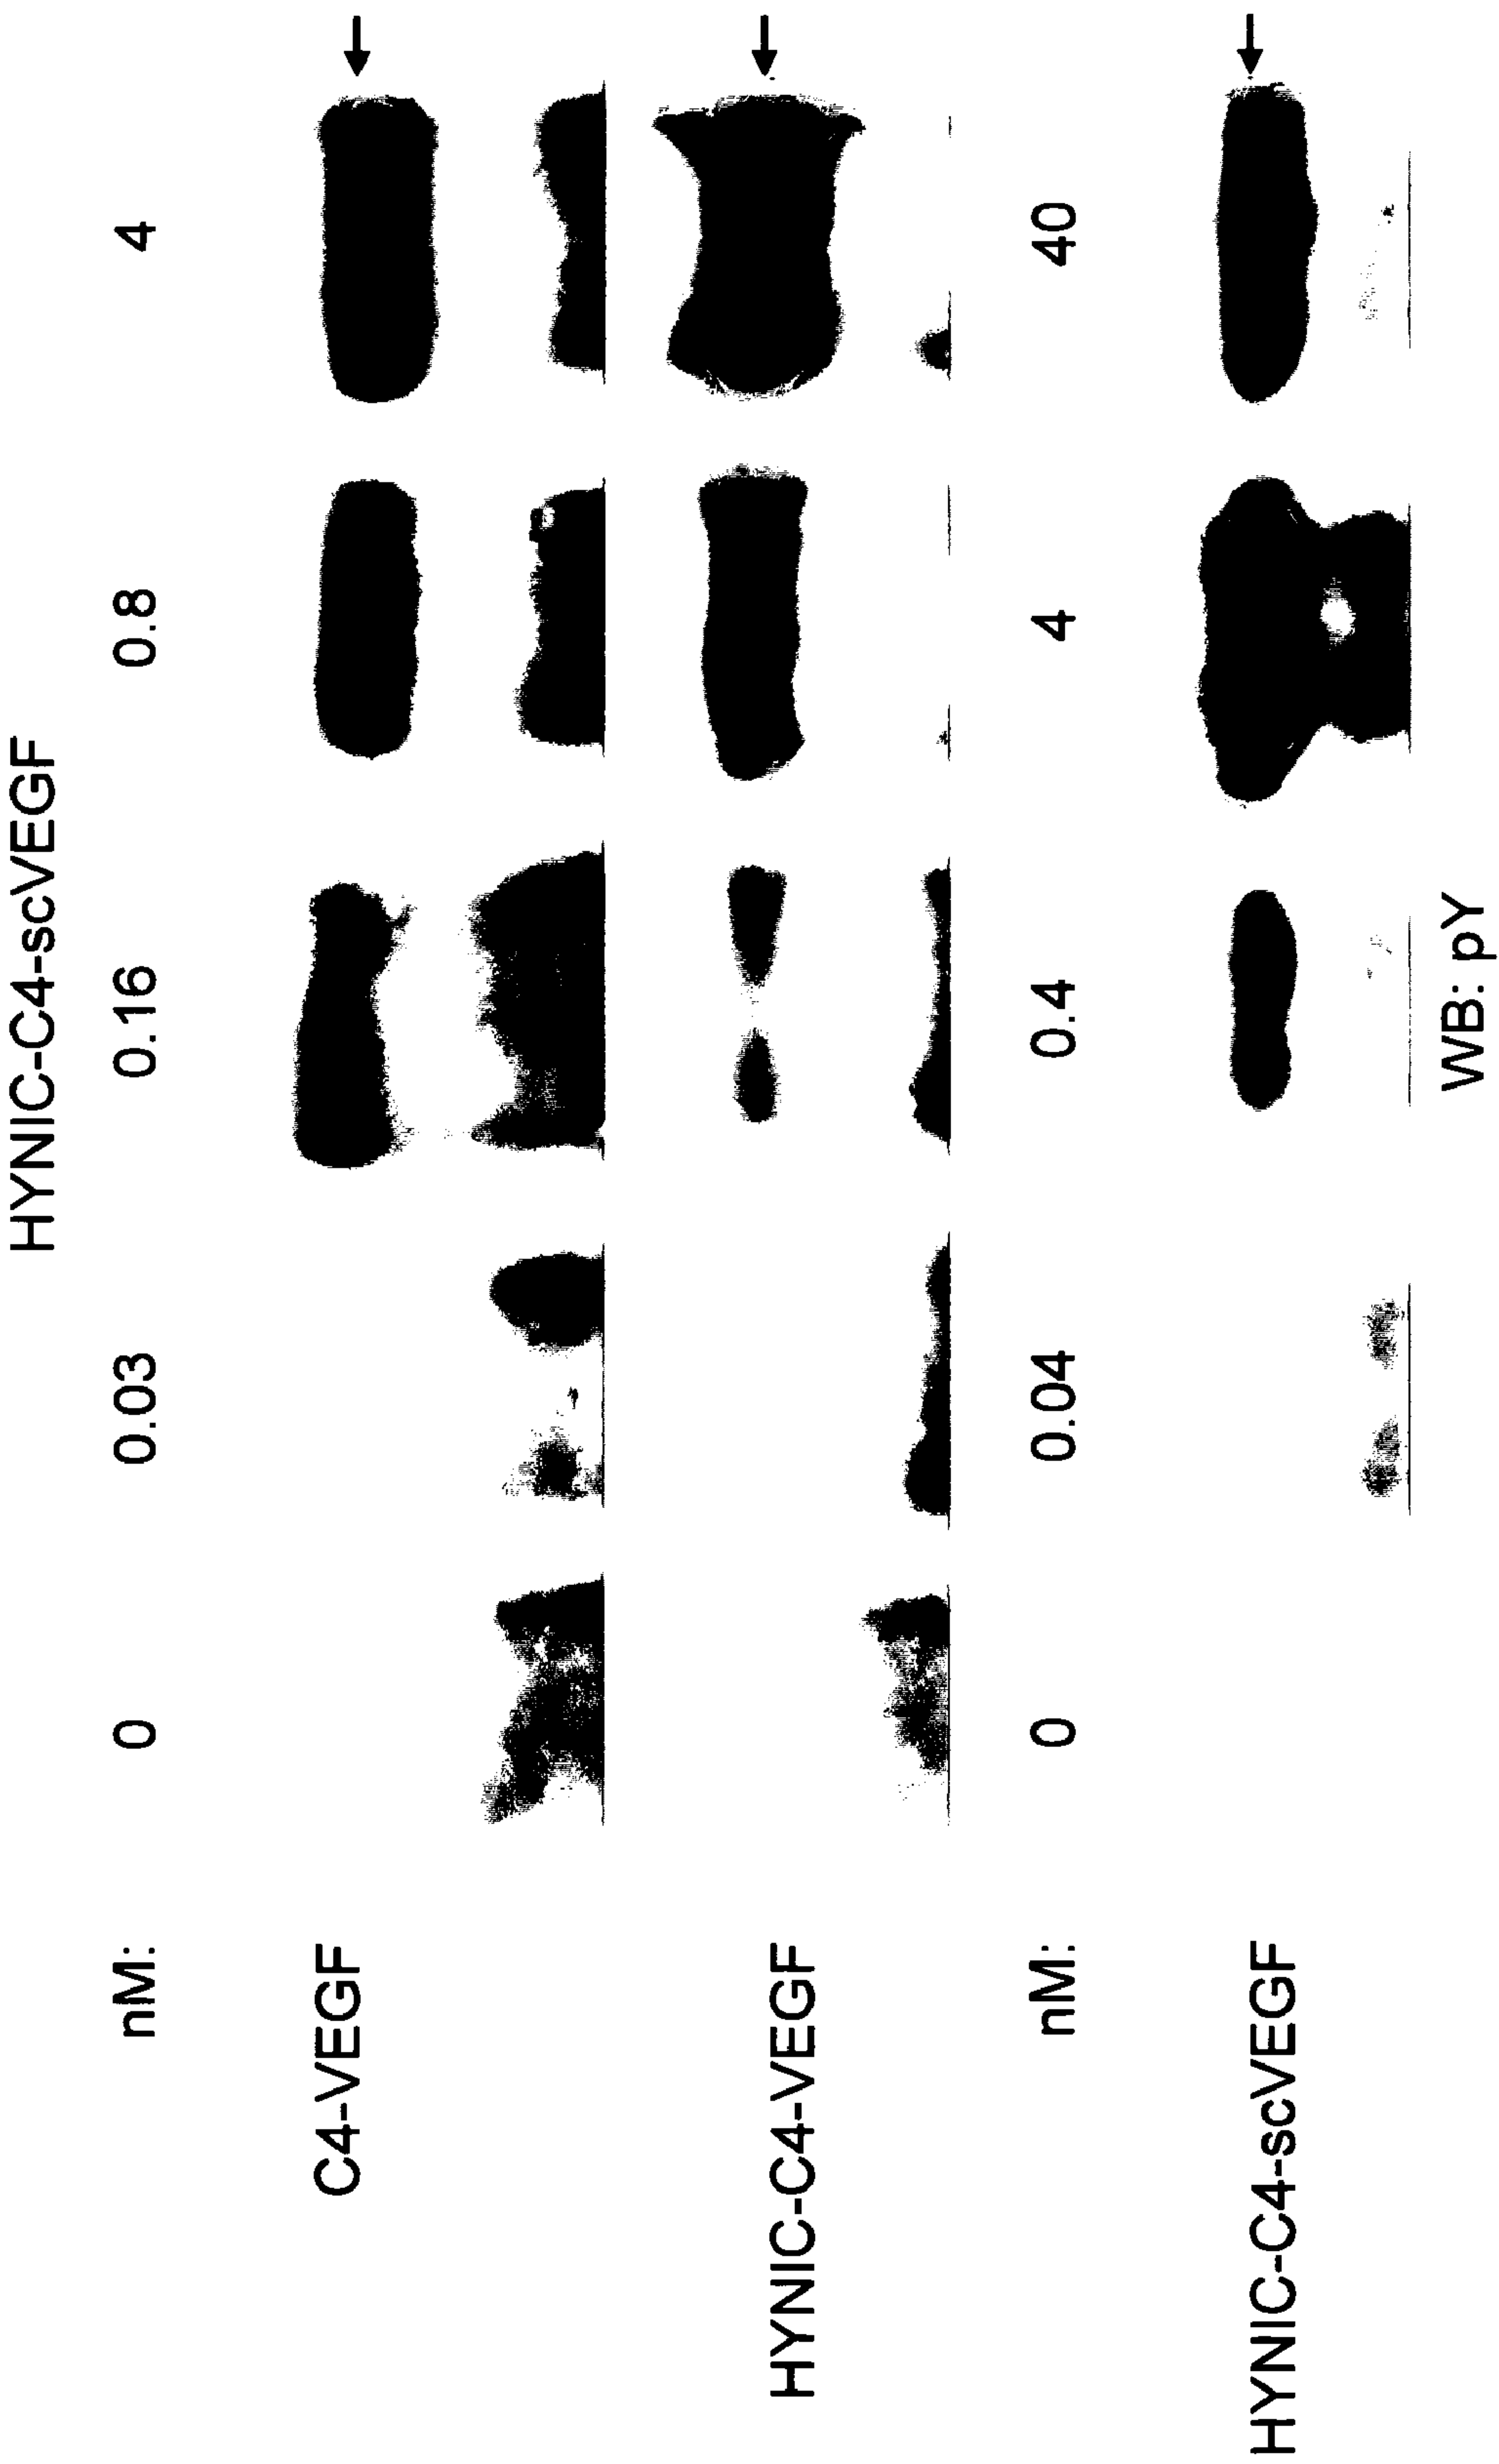 HYNIC-C4-scVEGF
nM: 0 0.03 0.16 0.8 4
C4-VEGF
HYNIC-C4-VEGF
nM: 0 0.04 0.4 4 40
HYNIC-C4-scVEGF
WB: pY